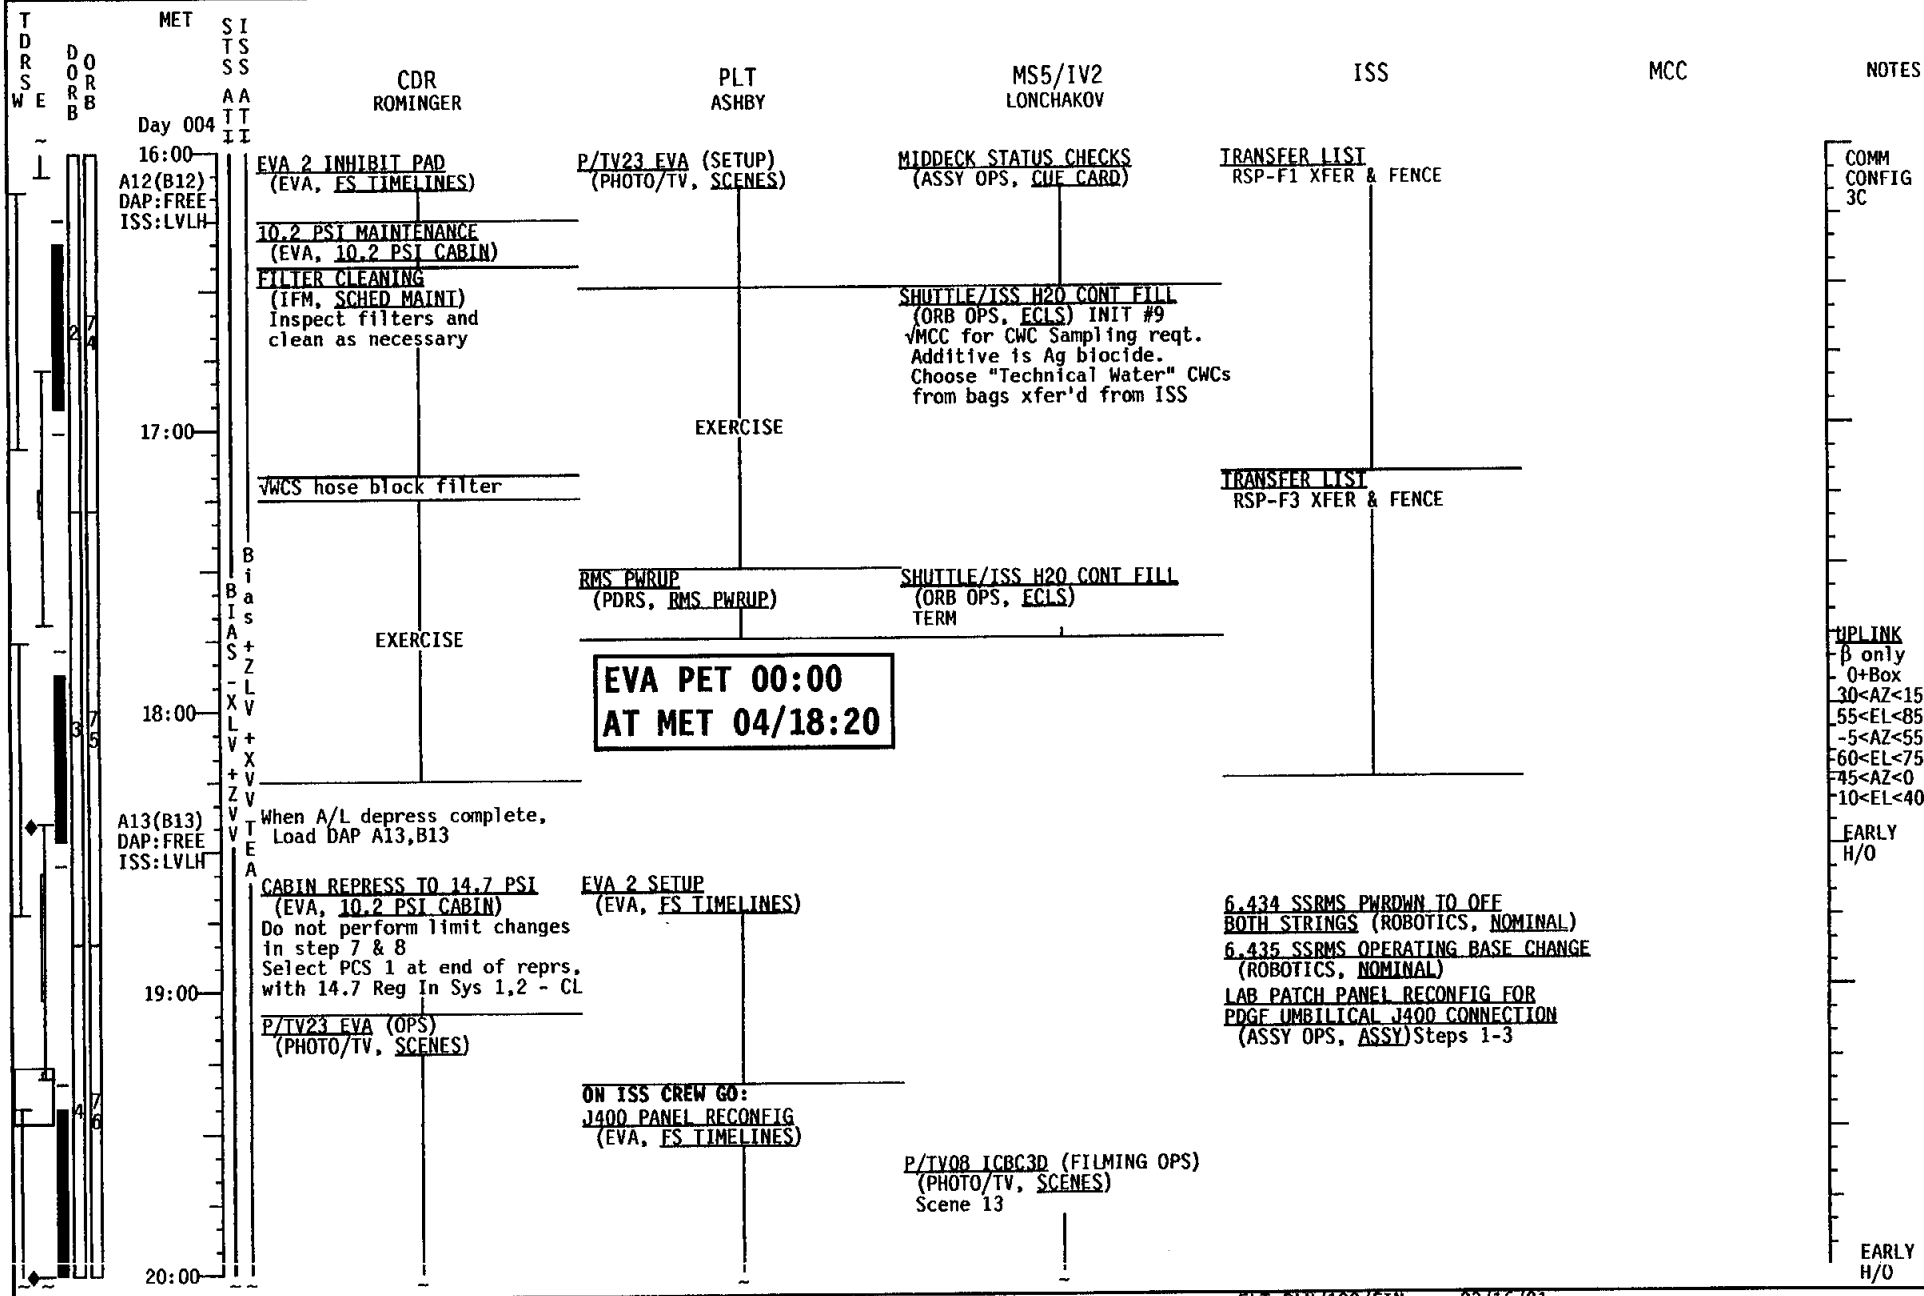 TDRS
W E
DORB
ORB
MET
STS ATT
ISS ATT
CDR
ROMINGER
PLT
ASHBY
MS5/IV2
LONCHAKOV
ISS
MCC
NOTES
Day 004
16:00
A12(B12)
DAP:FREE
ISS:LVLH
17:00
18:00
A13(B13)
DAP:FREE
ISS:LVLH
19:00
20:00
2
74
3
75
4
76
BIAS -XLV +ZVV
Bias +ZLV +XVV TEA
EVA 2 INHIBIT PAD
(EVA, FS TIMELINES)
10.2 PSI MAINTENANCE
(EVA, 10.2 PSI CABIN)
FILTER CLEANING
(IFM, SCHED MAINT)
Inspect filters and
clean as necessary
√WCS hose block filter
EXERCISE
When A/L depress complete,
Load DAP A13,B13
CABIN REPRESS TO 14.7 PSI
(EVA, 10.2 PSI CABIN)
Do not perform limit changes
in step 7 & 8
Select PCS 1 at end of reprs,
with 14.7 Reg In Sys 1,2 - CL
P/TV23 EVA (OPS)
(PHOTO/TV, SCENES)
P/TV23 EVA (SETUP)
(PHOTO/TV, SCENES)
EXERCISE
RMS PWRUP
(PDRS, RMS PWRUP)
EVA PET 00:00
AT MET 04/18:20
EVA 2 SETUP
(EVA, FS TIMELINES)
ON ISS CREW GO:
J400 PANEL RECONFIG
(EVA, FS TIMELINES)
MIDDECK STATUS CHECKS
(ASSY OPS, CUE CARD)
SHUTTLE/ISS H2O CONT FILL
(ORB OPS, ECLS) INIT #9
√MCC for CWC Sampling reqt.
Additive is Ag biocide.
Choose "Technical Water" CWCs
from bags xfer'd from ISS
SHUTTLE/ISS H2O CONT FILL
(ORB OPS, ECLS)
TERM
P/TV08 ICBC3D (FILMING OPS)
(PHOTO/TV, SCENES)
Scene 13
TRANSFER LIST
RSP-F1 XFER & FENCE
TRANSFER LIST
RSP-F3 XFER & FENCE
6.434 SSRMS PWRDWN TO OFF
BOTH STRINGS (ROBOTICS, NOMINAL)
6.435 SSRMS OPERATING BASE CHANGE
(ROBOTICS, NOMINAL)
LAB PATCH PANEL RECONFIG FOR
PDGF UMBILICAL J400 CONNECTION
(ASSY OPS, ASSY)Steps 1-3
COMM
CONFIG
3C
UPLINK
β only
0+Box
30<AZ<15
55<EL<85
-5<AZ<55
60<EL<75
45<AZ<0
10<EL<40
EARLY
H/O
EARLY
H/O